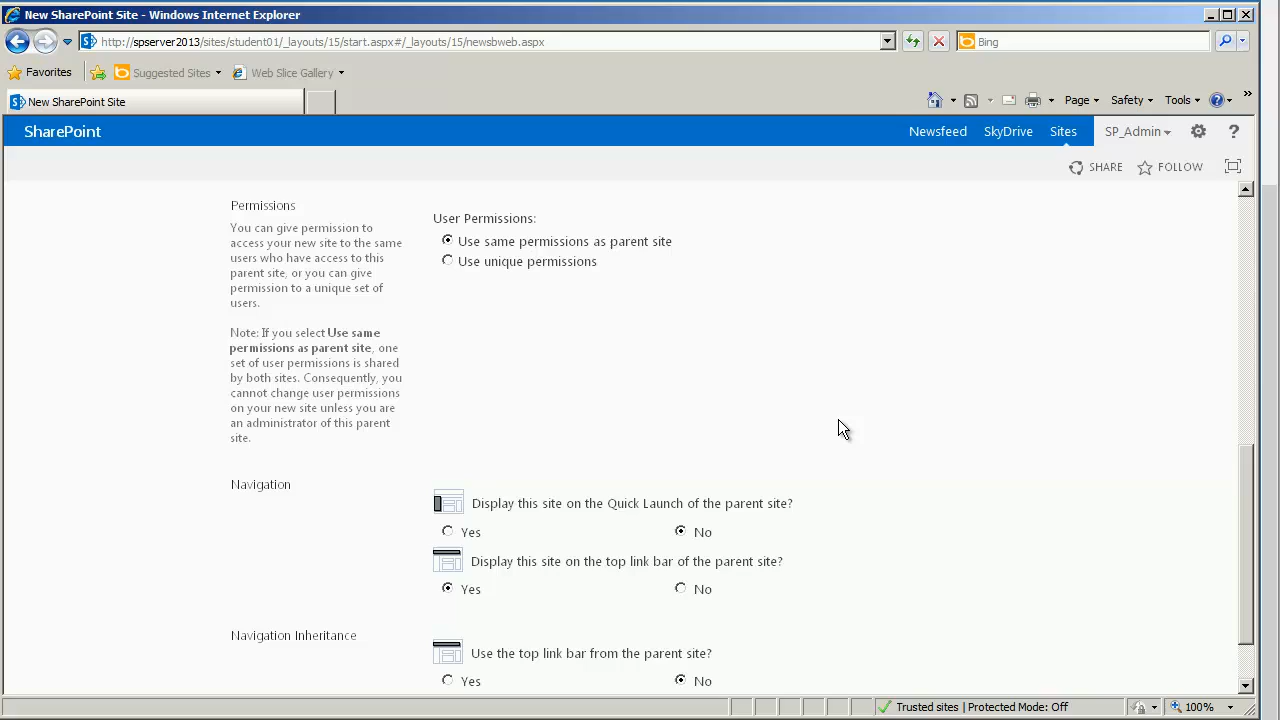 New SharePoint Site - Windows Internet Explorer
http://spserver2013/sites/student01/_layouts/15/start.aspx#/_layouts/15/newsbweb.aspx
Bing
Favorites
Suggested Sites
Web Slice Gallery
New SharePoint Site
Page
Safety
Tools
SharePoint
Newsfeed
SkyDrive
Sites
SP_Admin
?
SHARE
FOLLOW
Permissions
You can give permission to
access your new site to the same
users who have access to this
parent site, or you can give
permission to a unique set of
users.
Note: If you select Use same
permissions as parent site, one
set of user permissions is shared
by both sites. Consequently, you
cannot change user permissions
on your new site unless you are
an administrator of this parent
site.
User Permissions:
Use same permissions as parent site
Use unique permissions
Navigation
Display this site on the Quick Launch of the parent site?
Yes
No
Display this site on the top link bar of the parent site?
Yes
No
Navigation Inheritance
Use the top link bar from the parent site?
Yes
No
Trusted sites | Protected Mode: Off
100%